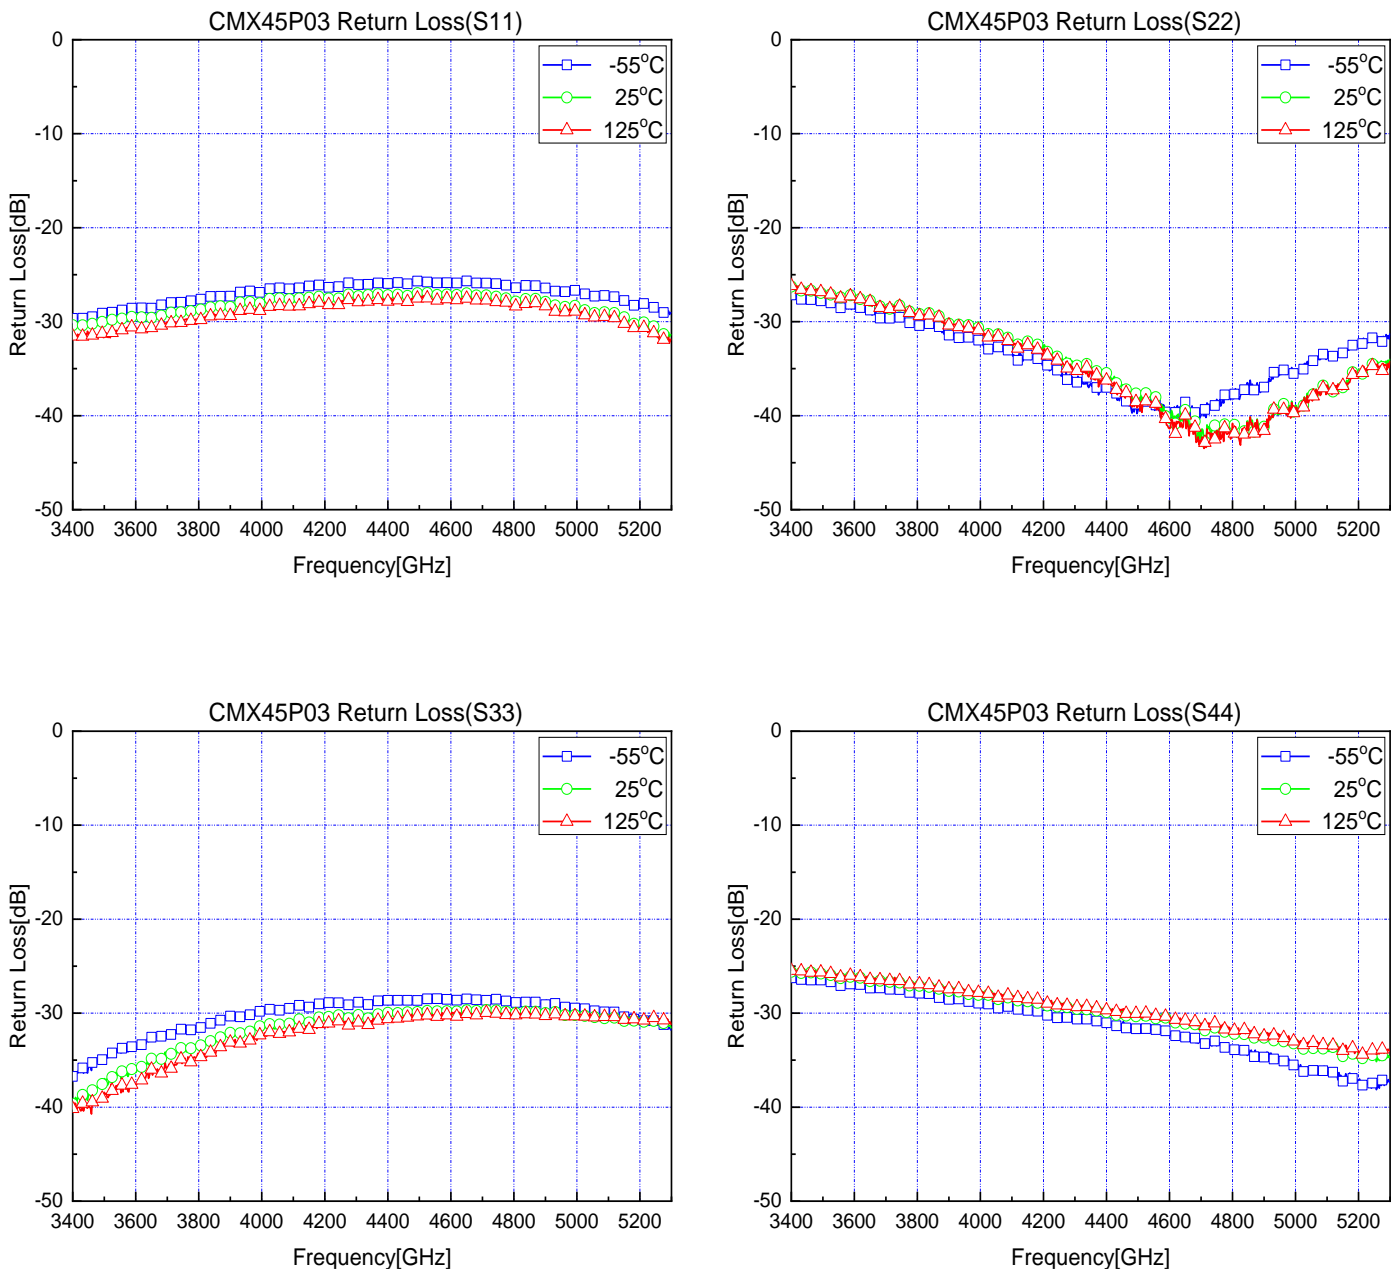 CMX45P03 Return Loss(S11)
0
-10
-20
-30
-40
-50
Return Loss[dB]
-55°C
25°C
125°C
3400 3600 3800 4000 4200 4400 4600 4800 5000 5200
Frequency[GHz]
CMX45P03 Return Loss(S22)
0
-10
-20
-30
-40
-50
Return Loss[dB]
-55°C
25°C
125°C
3400 3600 3800 4000 4200 4400 4600 4800 5000 5200
Frequency[GHz]
CMX45P03 Return Loss(S33)
0
-10
-20
-30
-40
-50
Return Loss[dB]
-55°C
25°C
125°C
3400 3600 3800 4000 4200 4400 4600 4800 5000 5200
Frequency[GHz]
CMX45P03 Return Loss(S44)
0
-10
-20
-30
-40
-50
Return Loss[dB]
-55°C
25°C
125°C
3400 3600 3800 4000 4200 4400 4600 4800 5000 5200
Frequency[GHz]